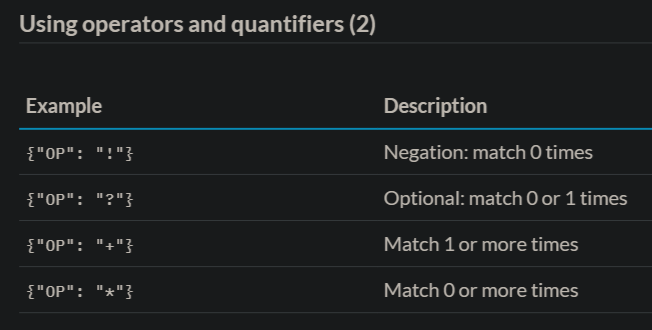 Using operators and quantifiers (2)
Example Description
{"OP": "!"} Negation: match 0 times
{"OP": "?"} Optional: match 0 or 1 times
{"OP": "+"} Match 1 or more times
{"OP": "*"} Match 0 or more times